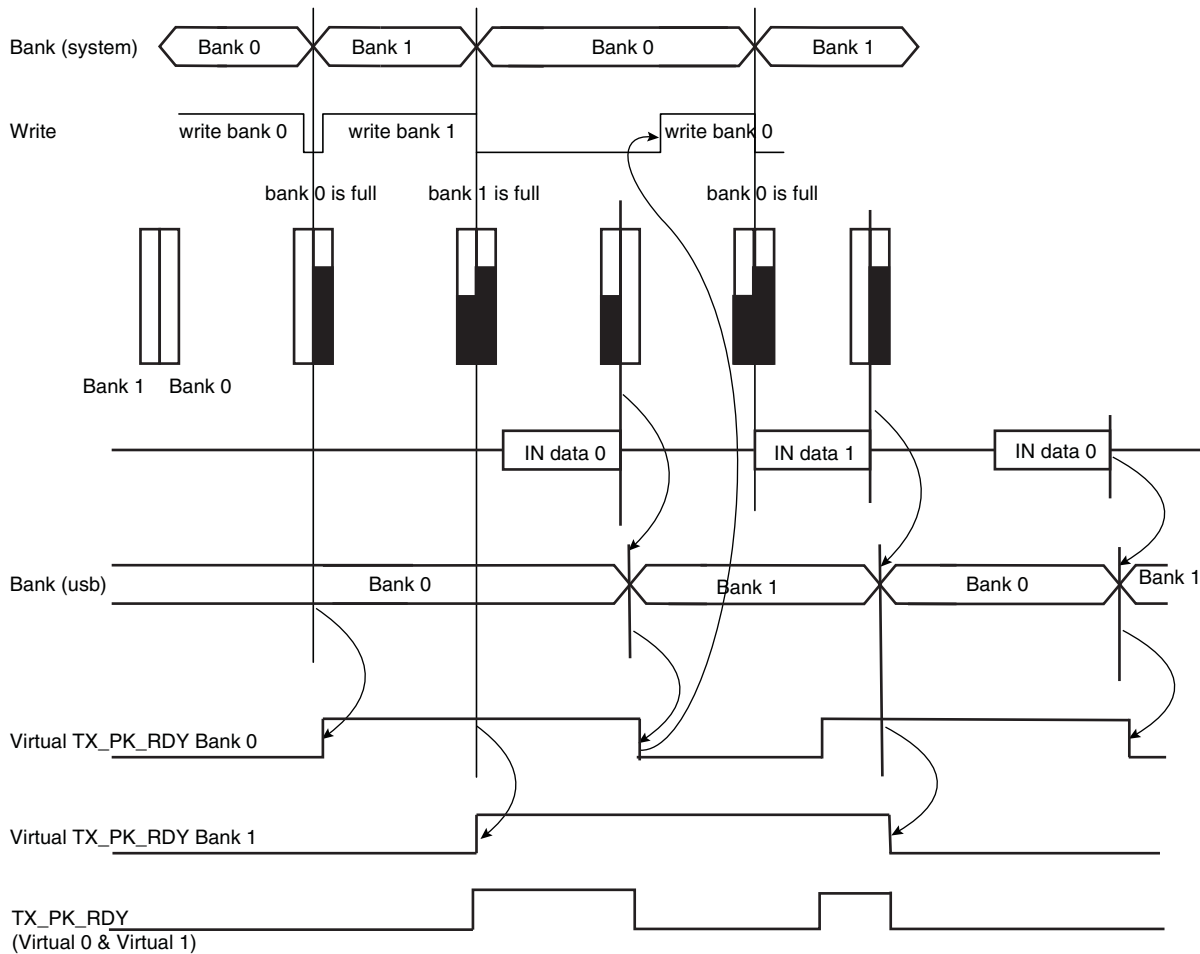 Bank (system)
Bank 0
Bank 1
Bank 0
Bank 1
Write
write bank 0
write bank 1
write bank 0
bank 0 is full
bank 1 is full
bank 0 is full
Bank 1
Bank 0
IN data 0
IN data 1
IN data 0
Bank (usb)
Bank 0
Bank 1
Bank 0
Bank 1
Virtual TX_PK_RDY Bank 0
Virtual TX_PK_RDY Bank 1
TX_PK_RDY
(Virtual 0 & Virtual 1)